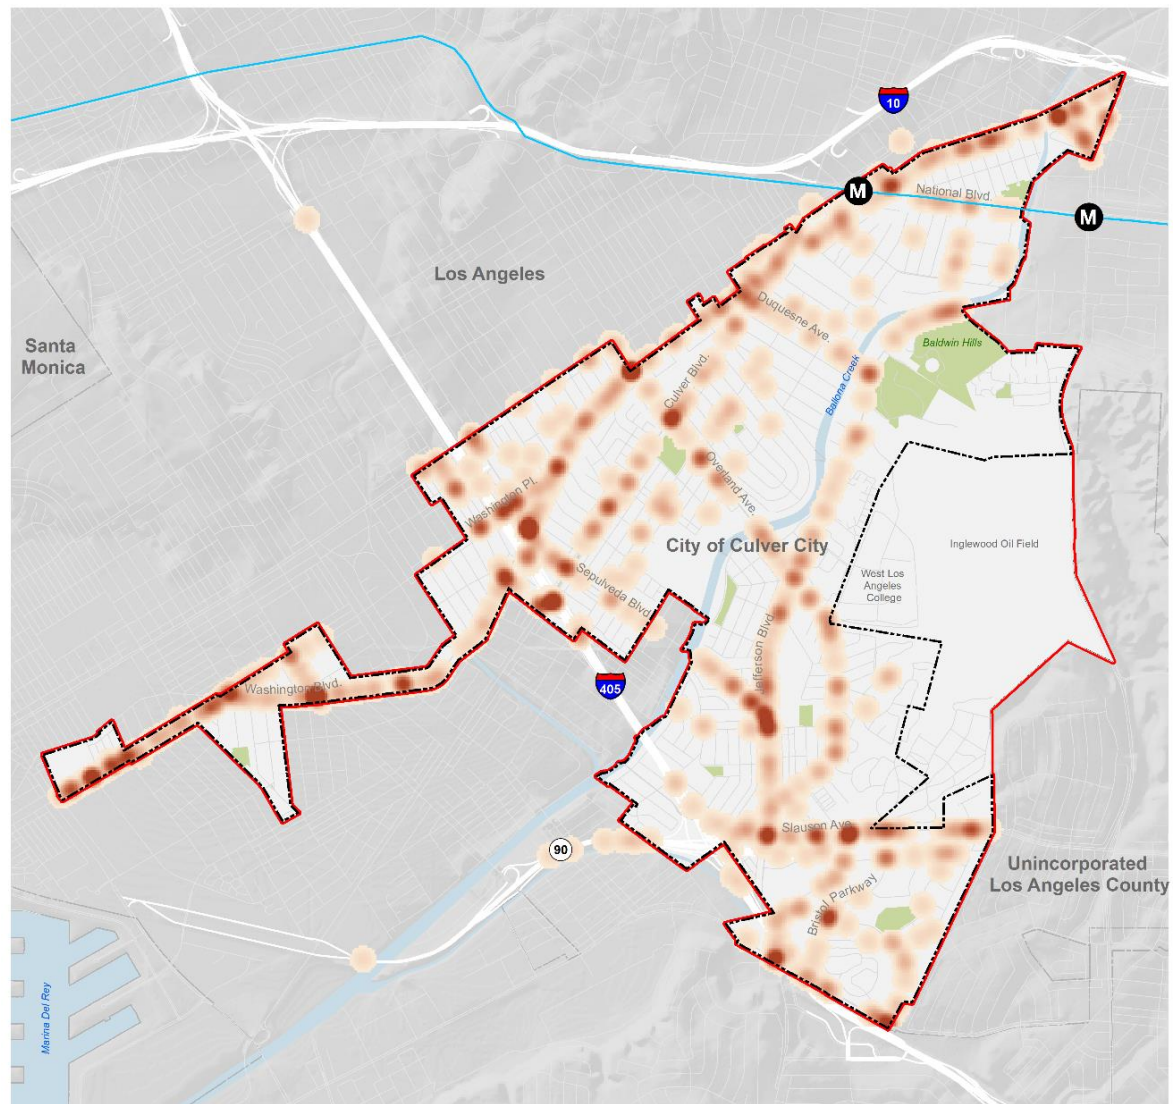 10
M
National Blvd.
M
Los Angeles
Duquesne Ave.
Santa
Monica
Baldwin Hills
Culver Blvd.
Ballona Creek
Overland Ave.
Washington Pl.
City of Culver City
Inglewood Oil Field
West Los
Angeles
College
Sepulveda Blvd.
Jefferson Blvd.
405
Washington Blvd.
Slauson Ave.
90
Unincorporated
Los Angeles County
Bristol Parkway
Marina Del Rey